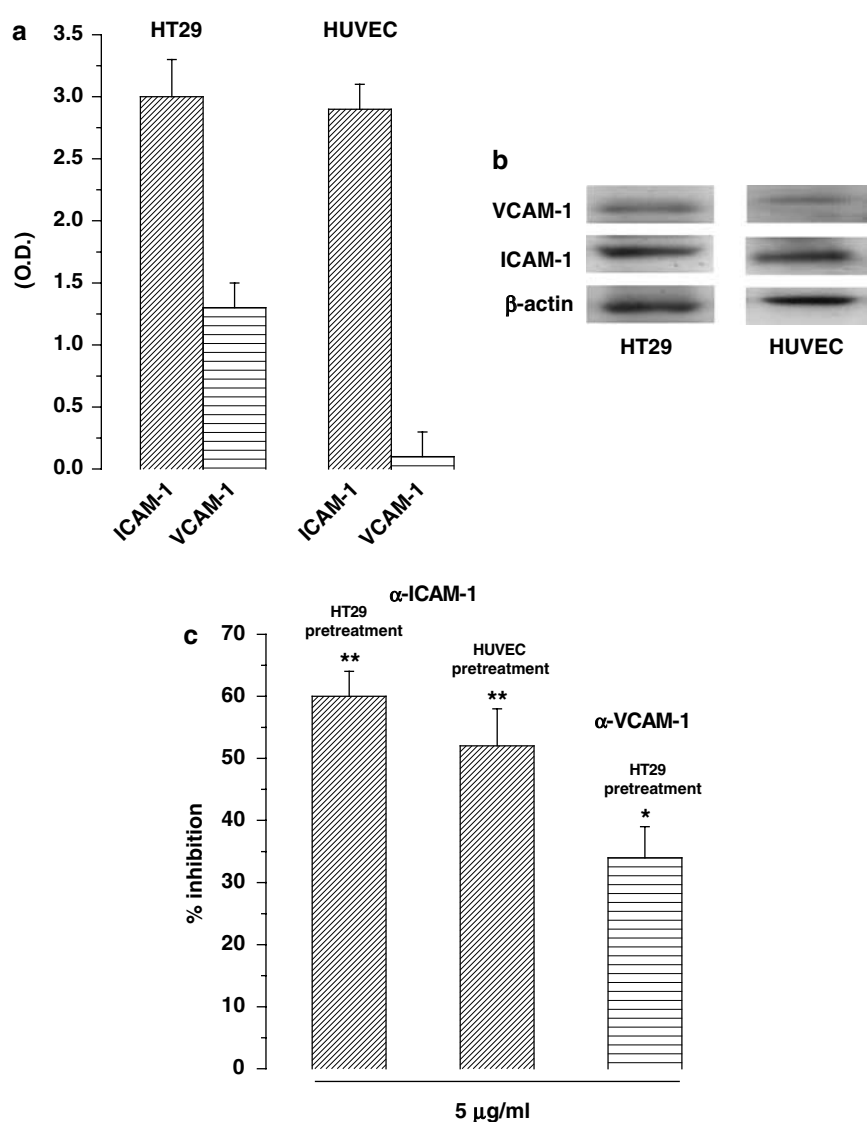 a
HT29
HUVEC
3.5
3.0
2.5
2.0
1.5
1.0
0.5
0.0
(O.D.)
ICAM-1
VCAM-1
ICAM-1
VCAM-1
b
VCAM-1
ICAM-1
β-actin
HT29
HUVEC
c
α-ICAM-1
HT29
pretreatment
**
HUVEC
pretreatment
**
α-VCAM-1
HT29
pretreatment
*
70
60
50
40
30
20
10
0
% inhibition
5 μg/ml